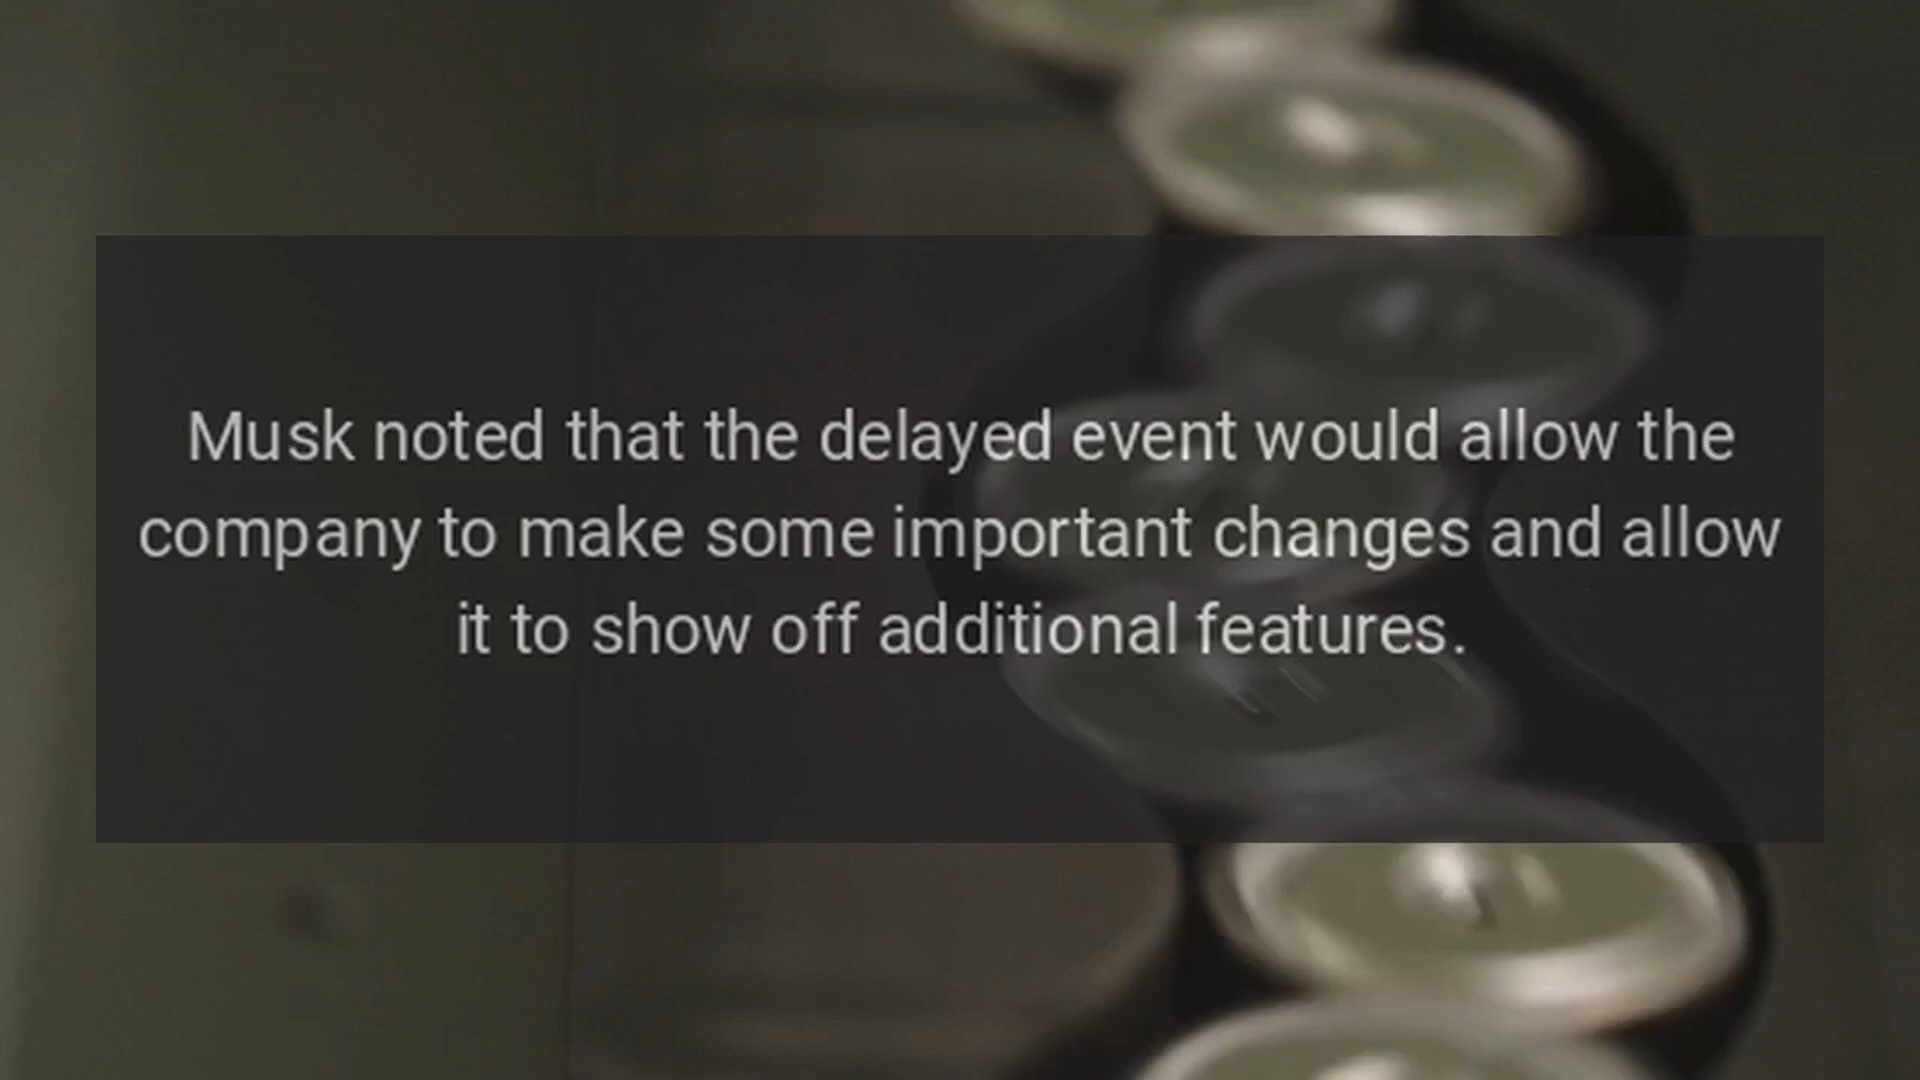 Musk noted that the delayed event would allow the
company to make some important changes and allow
it to show off additional features.